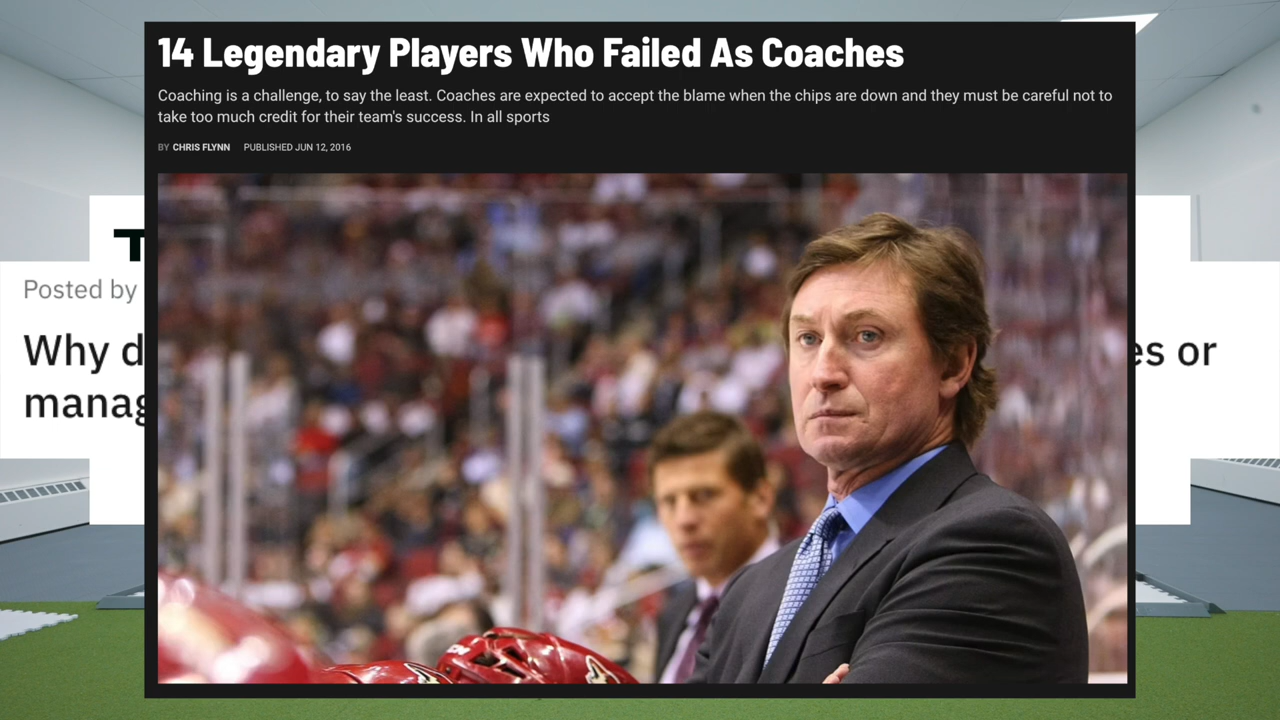 14 Legendary Players Who Failed As Coaches
Coaching is a challenge, to say the least. Coaches are expected to accept the blame when the chips are down and they must be careful not to
take too much credit for their team's success. In all sports
BY CHRIS FLYNN PUBLISHED JUN 12, 2016
T
Posted by
Why d
es or
manag